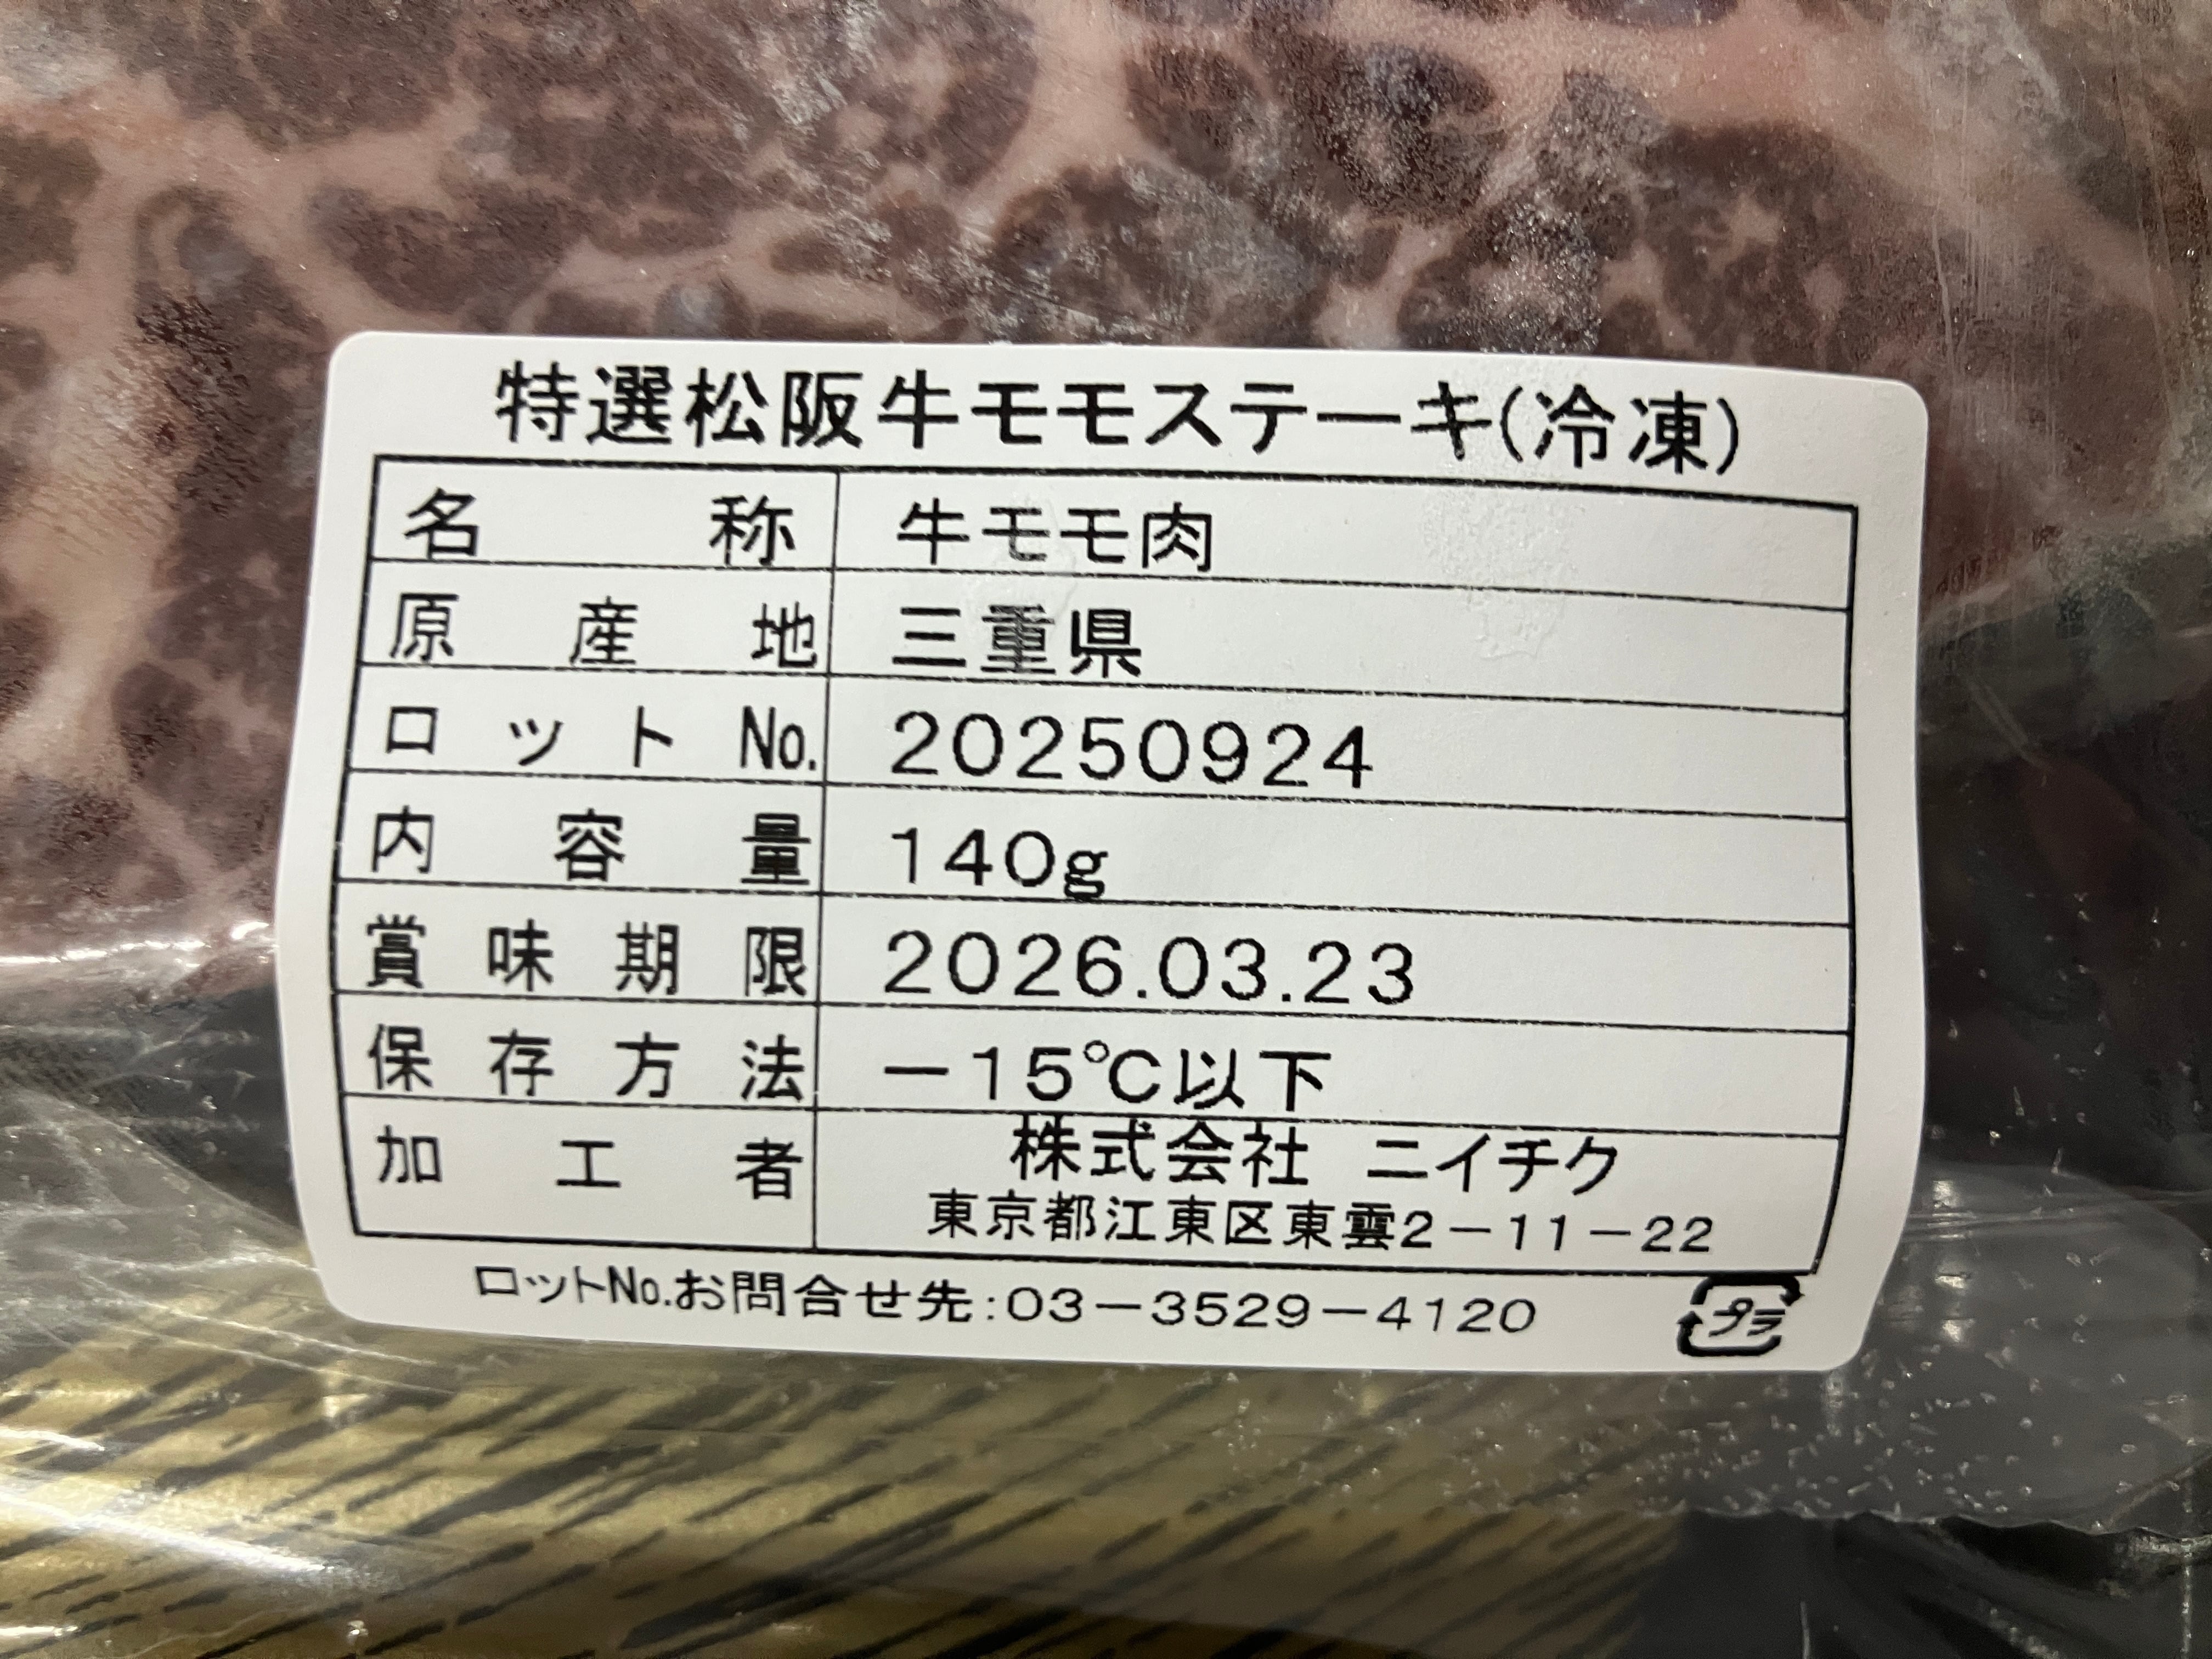 特選松阪牛モモステーキ(冷凍)
名称 牛モモ肉
原産地 三重県
ロットNo. 20250924
内容量 140g
賞味期限 2026.03.23
保存方法 −15℃以下
加工者 株式会社 ニイチク
東京都江東区東雲2−11−22
ロットNo.お問合せ先:03−3529−4120
プラ